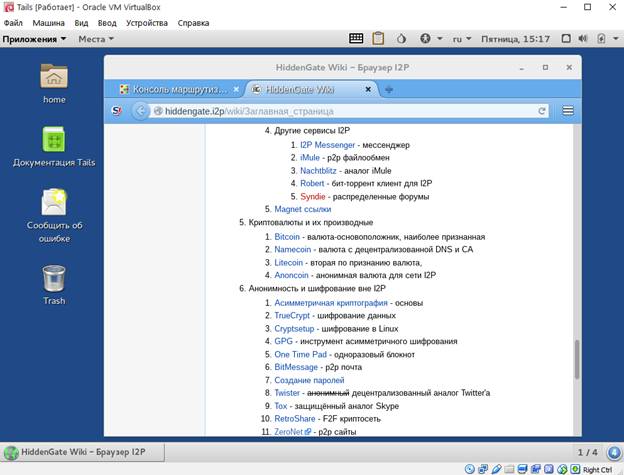 Tails [Работает] - Oracle VM VirtualBox
Файл Машина Вид Ввод Устройства Справка
Приложения Места ru Пятница, 15:17
home
Документация Tails
Сообщить об
ошибке
Trash
HiddenGate Wiki – Браузер I2P
Консоль маршрутиз... HiddenGate Wiki
hiddengate.i2p/wiki/Заглавная_страница
4. Другие сервисы I2P
1. I2P Messenger - мессенджер
2. iMule - p2p файлообмен
3. Nachtblitz - аналог iMule
4. Robert - бит-торрент клиент для I2P
5. Syndie - распределенные форумы
5. Magnet ссылки
5. Криптовалюты и их производные
1. Bitcoin - валюта-основоположник, наиболее признанная
2. Namecoin - валюта с децентрализованной DNS и CA
3. Litecoin - вторая по признанию валюта,
4. Anoncoin - анонимная валюта для сети I2P
6. Анонимность и шифрование вне I2P
1. Асимметричная криптография - основы
2. TrueCrypt - шифрование данных
3. Cryptsetup - шифрование в Linux
4. GPG - инструмент асимметричного шифрования
5. One Time Pad - одноразовый блокнот
6. BitMessage - p2p почта
7. Создание паролей
8. Twister - анонимный децентрализованный аналог Twitter'а
9. Tox - защищённый аналог Skype
10. RetroShare - F2F криптосеть
11. ZeroNet - p2p сайты
HiddenGate Wiki – Браузер I2P 1 / 4 4
Right Ctrl